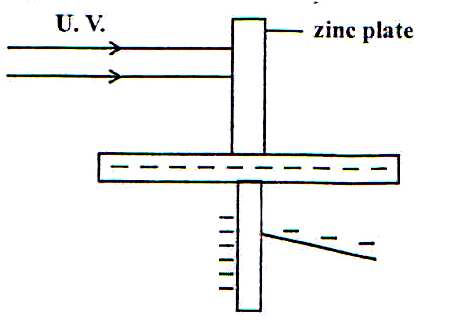 U. V.
zinc plate